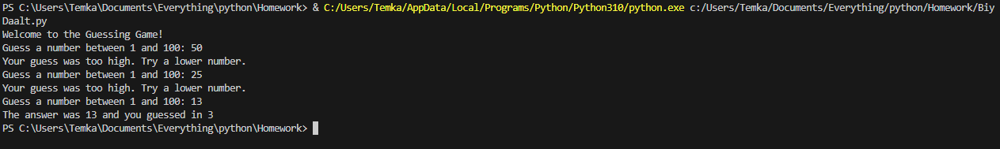 PS C:\Users\Temka\Documents\Everything\python\Homework> & C:/Users/Temka/AppData/Local/Programs/Python/Python310/python.exe c:/Users/Temka/Documents/Everything/python/Homework/Biy
Daalt.py
Welcome to the Guessing Game!
Guess a number between 1 and 100: 50
Your guess was too high. Try a lower number.
Guess a number between 1 and 100: 25
Your guess was too high. Try a lower number.
Guess a number between 1 and 100: 13
The answer was 13 and you guessed in 3
PS C:\Users\Temka\Documents\Everything\python\Homework>